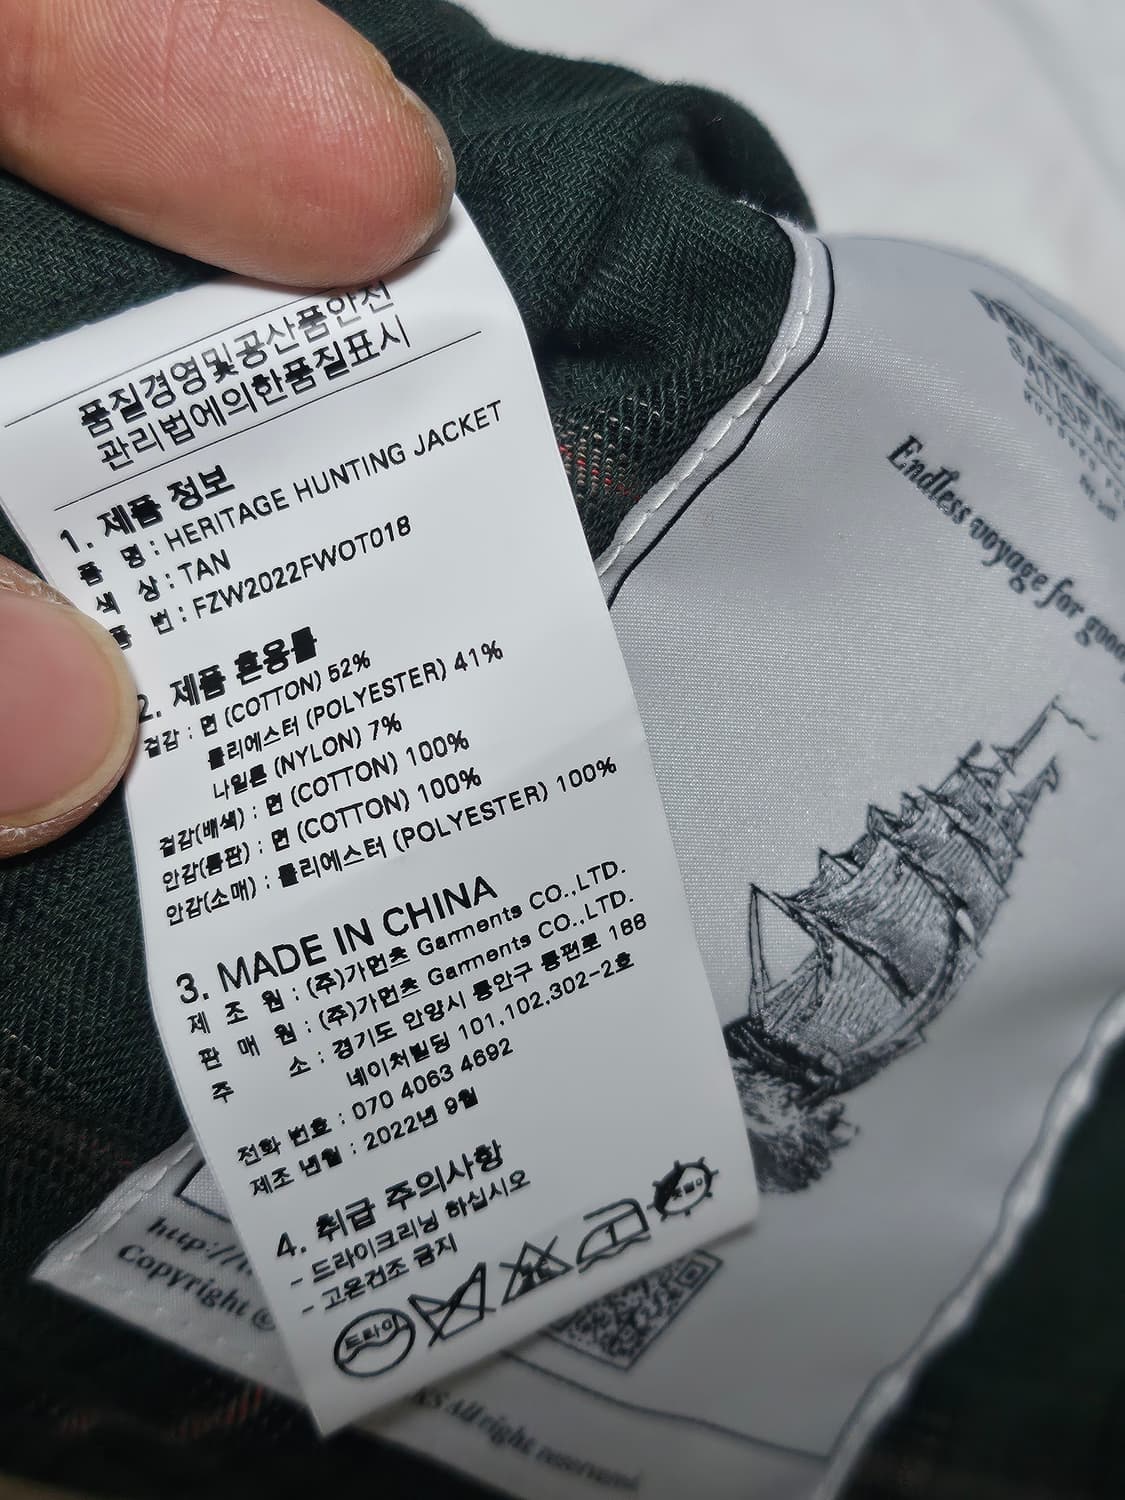 품질경영및공산품안전
관리법에의한품질표시
1. 제품 정보
품 명 : HERITAGE HUNTING JACKET
색 상 : TAN
품 번 : FZW2022FWOT018
2. 제품 혼용률
겉감 : 면 (COTTON) 52%
폴리에스터 (POLYESTER) 41%
나일론 (NYLON) 7%
겉감(배색) : 면 (COTTON) 100%
안감(몸판) : 면 (COTTON) 100%
안감(소매) : 폴리에스터 (POLYESTER) 100%
3. MADE IN CHINA
제 조 원 : (주)가먼츠 Garments CO.,LTD.
판 매 원 : (주)가먼츠 Garments CO.,LTD.
주 소 : 경기도 안양시 동안구 동편로 188
네이처빌딩 101,102,302-2호
전화 번호 : 070 4063 4692
제조 년월 : 2022년 9월
4. 취급 주의사항
- 드라이크리닝 하십시오
- 고온건조 금지
드라이
Endless voyage for good
http://
Copyright ©
All right reserved